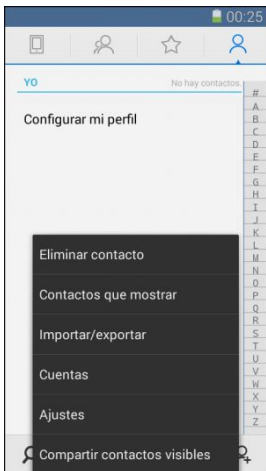 00:25
YO No hay contactos.
#
Configurar mi perfil
A
B
C
D
E
F
G
H
I
J
K
L
M
N
O
P
Q
R
S
T
U
V
W
X
Y
Z
Eliminar contacto
Contactos que mostrar
Importar/exportar
Cuentas
Ajustes
Compartir contactos visibles